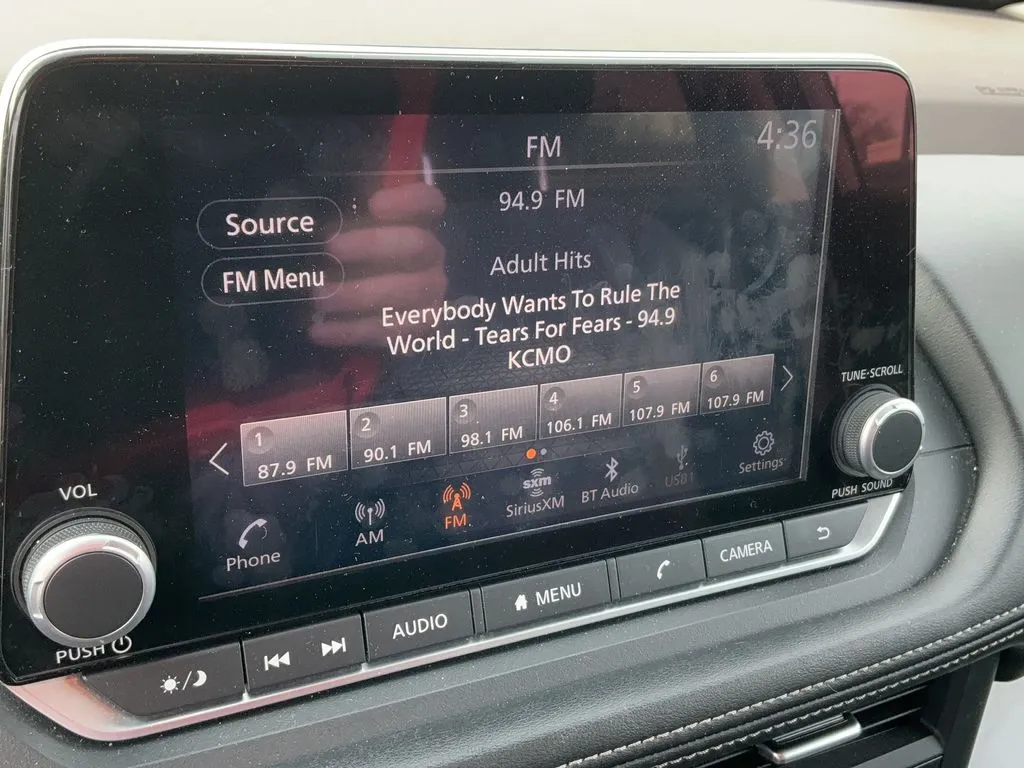 FM
4:36
94.9 FM
Source
Adult Hits
FM Menu
Everybody Wants To Rule The
World - Tears For Fears - 94.9
KCMO
TUNE·SCROLL
1
87.9 FM
2
90.1 FM
3
98.1 FM
4
106.1 FM
5
107.9 FM
6
107.9 FM
Phone
AM
FM
sxm
SiriusXM
BT Audio
USB1
Settings
VOL
PUSH SOUND
PUSH
AUDIO
MENU
CAMERA